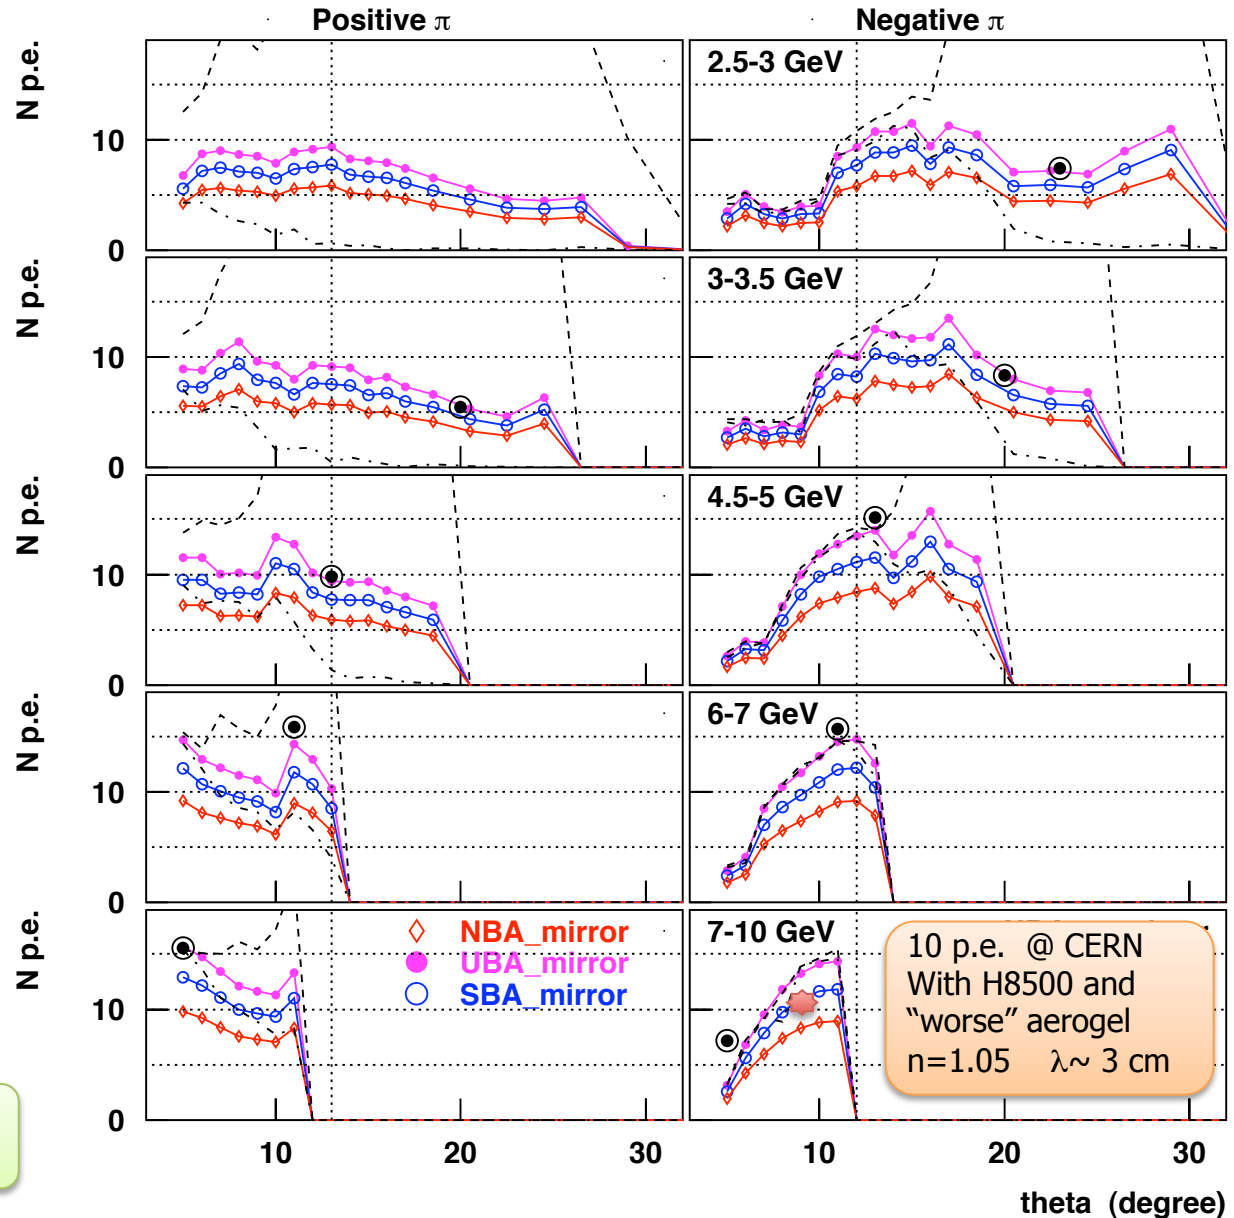 Positive π
Negative π
N p.e.
10
0
2.5-3 GeV
N p.e.
10
0
3-3.5 GeV
N p.e.
10
0
4.5-5 GeV
N p.e.
10
0
6-7 GeV
N p.e.
10
0
NBA_mirror
UBA_mirror
SBA_mirror
7-10 GeV
10 p.e. @ CERN
With H8500 and
“worse” aerogel
n=1.05 λ~ 3 cm
10
20
30
10
20
30
theta (degree)